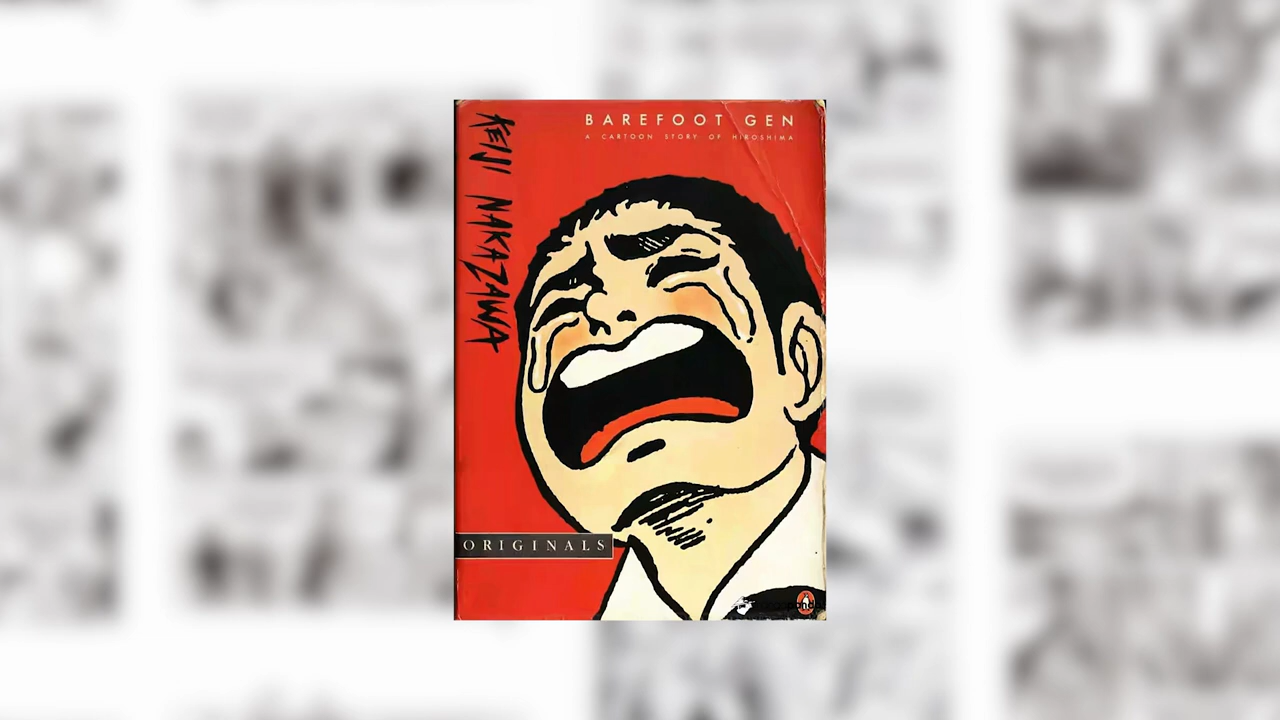 BAREFOOT GEN
A CARTOON STORY OF HIROSHIMA
KEIJI NAKAZAWA
ORIGINALS